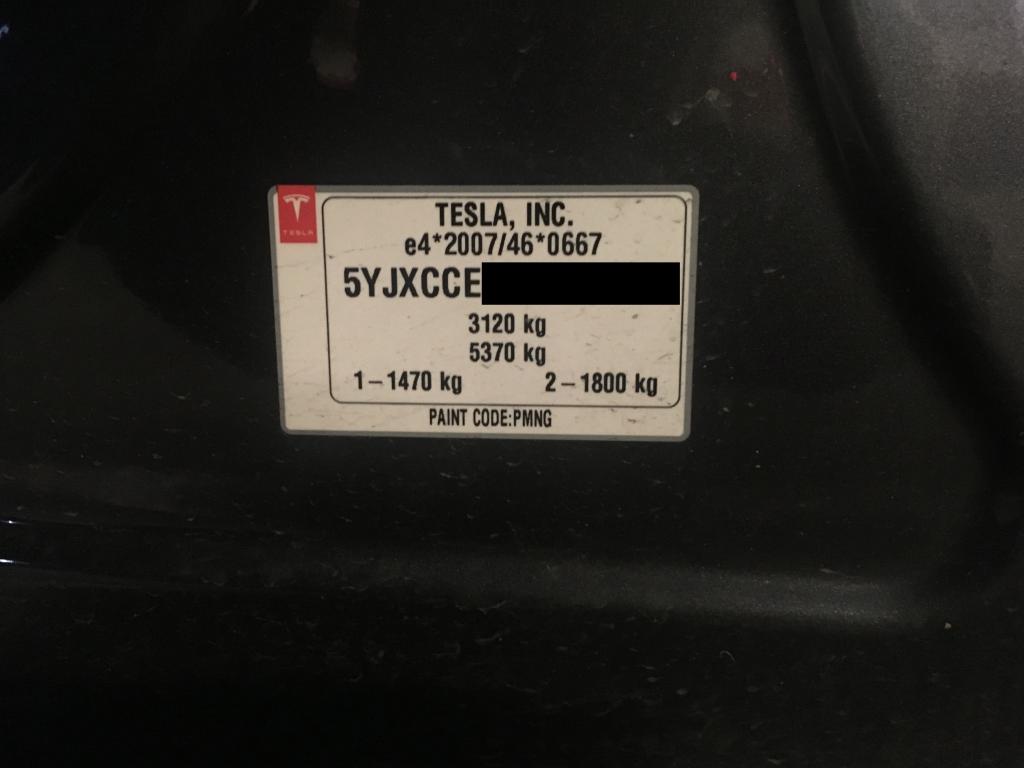 TESLA
TESLA, INC.
e4*2007/46*0667
5YJXCCE
3120 kg
5370 kg
1–1470 kg 2–1800 kg
PAINT CODE:PMNG